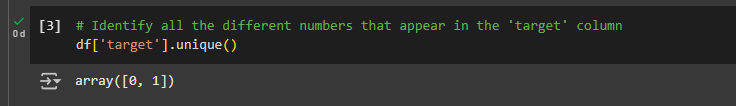 [3] # Identify all the different numbers that appear in the 'target' column
0d df['target'].unique()
array([0, 1])